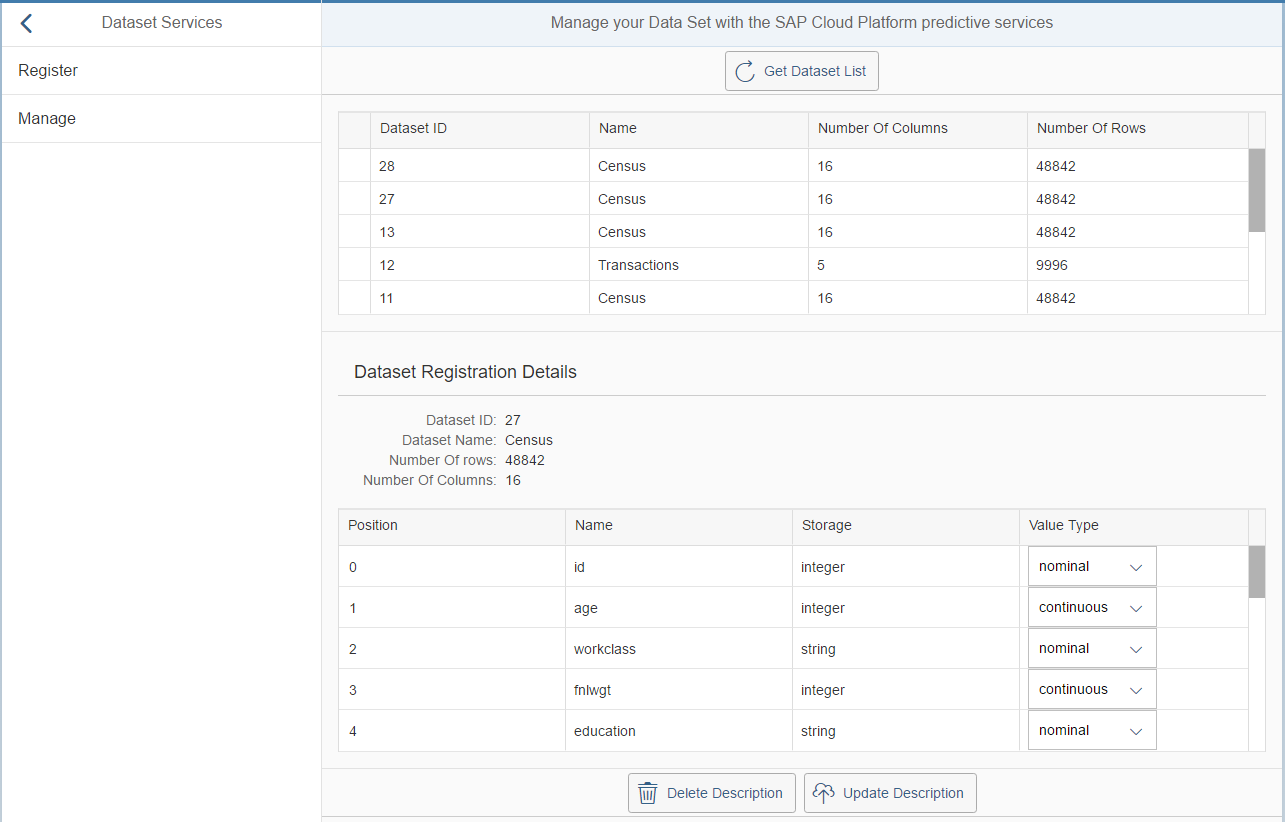 Dataset Services
Manage your Data Set with the SAP Cloud Platform predictive services
Register
Manage
Get Dataset List
Dataset ID Name Number Of Columns Number Of Rows
28 Census 16 48842
27 Census 16 48842
13 Census 16 48842
12 Transactions 5 9996
11 Census 16 48842
Dataset Registration Details
Dataset ID: 27
Dataset Name: Census
Number Of rows: 48842
Number Of Columns: 16
Position Name Storage Value Type
0 id integer nominal
1 age integer continuous
2 workclass string nominal
3 fnlwgt integer continuous
4 education string nominal
Delete Description Update Description